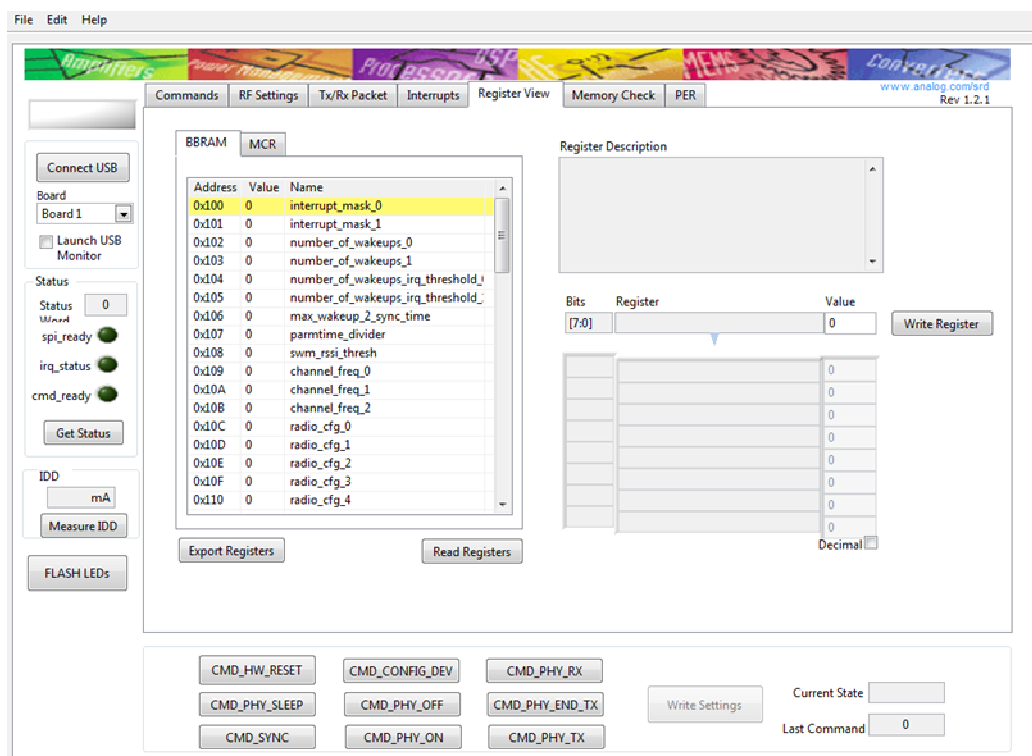 File Edit Help
Amplifiers Power Management Processors DSP MEMS Converters
www.analog.com/srd
Rev 1.2.1
Commands RF Settings Tx/Rx Packet Interrupts Register View Memory Check PER
Connect USB
Board
Board 1
Launch USB
Monitor
Status
Status 0
Word
spi_ready
irq_status
cmd_ready
Get Status
IDD
mA
Measure IDD
FLASH LEDs
BBRAM MCR
Address Value Name
0x100 0 interrupt_mask_0
0x101 0 interrupt_mask_1
0x102 0 number_of_wakeups_0
0x103 0 number_of_wakeups_1
0x104 0 number_of_wakeups_irq_threshold_
0x105 0 number_of_wakeups_irq_threshold_
0x106 0 max_wakeup_2_sync_time
0x107 0 parmtime_divider
0x108 0 swm_rssi_thresh
0x109 0 channel_freq_0
0x10A 0 channel_freq_1
0x10B 0 channel_freq_2
0x10C 0 radio_cfg_0
0x10D 0 radio_cfg_1
0x10E 0 radio_cfg_2
0x10F 0 radio_cfg_3
0x110 0 radio_cfg_4
Export Registers Read Registers
Register Description
Bits Register Value
[7:0] 0 Write Register
0
0
0
0
0
0
0
0
Decimal
CMD_HW_RESET CMD_CONFIG_DEV CMD_PHY_RX
CMD_PHY_SLEEP CMD_PHY_OFF CMD_PHY_END_TX
CMD_SYNC CMD_PHY_ON CMD_PHY_TX
Write Settings
Current State
Last Command 0